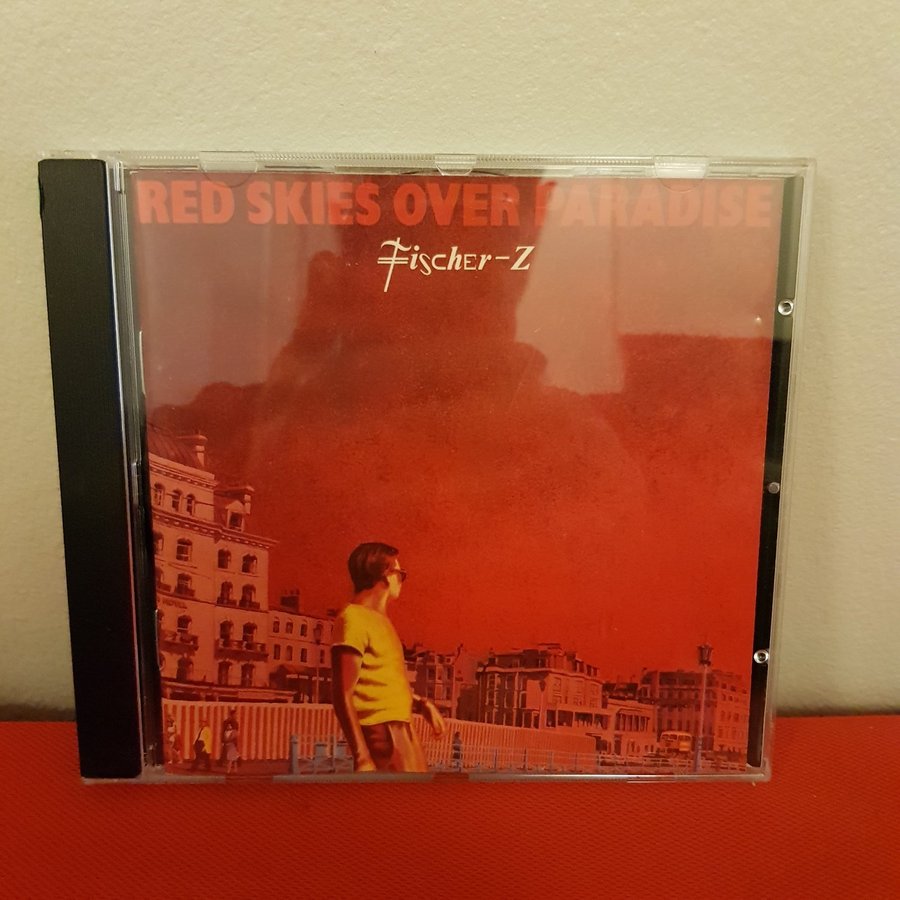 RED SKIES OVER PARADISE
Fischer-Z